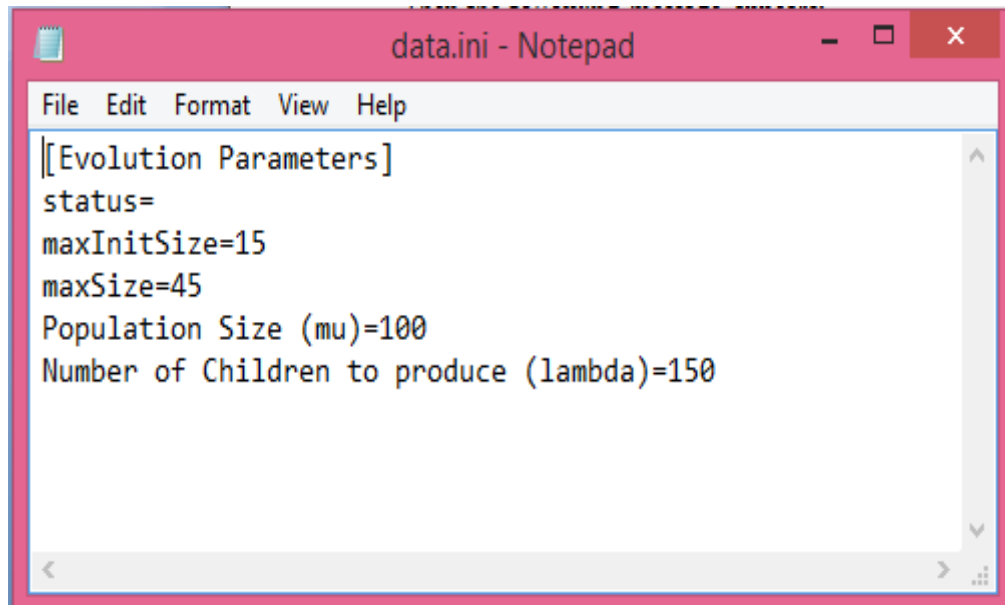 data.ini - Notepad
File Edit Format View Help
[Evolution Parameters]
status=
maxInitSize=15
maxSize=45
Population Size (mu)=100
Number of Children to produce (lambda)=150